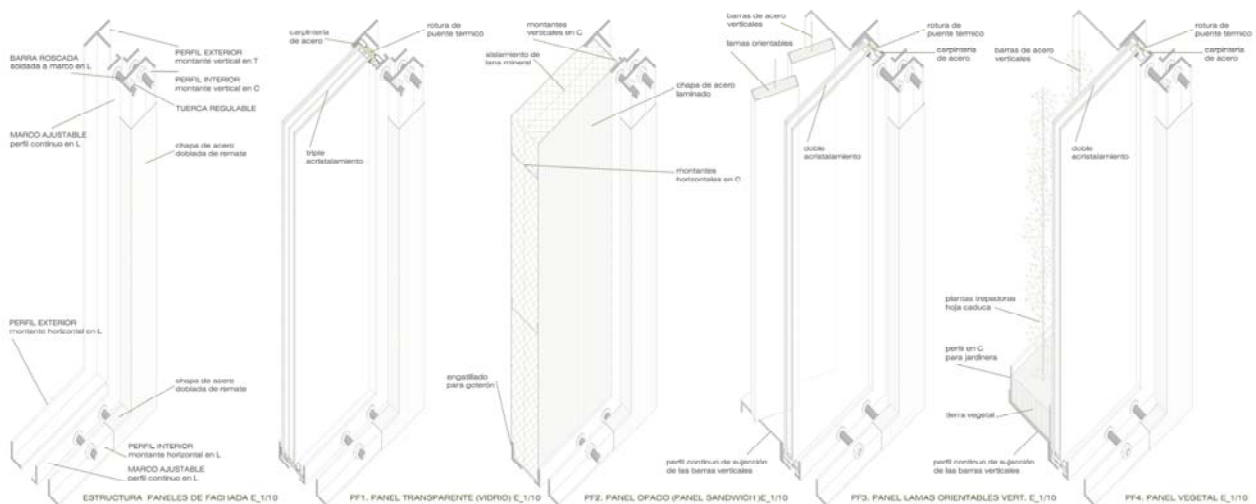 PERFIL EXTERIOR
montante vertical en T
BARRA ROSCADA
soldada a marco en L
PERFIL INTERIOR
montante vertical en C
TUERCA REGULABLE
MARCO AJUSTABLE
perfil continuo en L
chapa de acero
doblada de remate
PERFIL EXTERIOR
montante horizontal en L
chapa de acero
doblada de remate
PERFIL INTERIOR
montante horizontal en L
MARCO AJUSTABLE
perfil continuo en L
ESTRUCTURA PANELES DE FACHADA E_1/10
carpintería
de acero
rotura de
puente termico
triple
acristalamiento
PF1. PANEL TRANSPARENTE (VIDRIO) E_1/10
montantes
verticales en C
aislamiento de
lana mineral
chapa de acero
laminado
montantes
horizontales en C
engatillado
para goterón
PF2. PANEL OPACO (PANEL SANDWICH )E_1/10
barras de acero
verticales
lamas orientables
rotura de
puente termico
carpintería
de acero
doble
acristalamiento
perfil continuo de sujección
de las barras verticales
PF3. PANEL LAMAS ORIENTABLES VERT. E_1/10
barras de acero
verticales
rotura de
puente termico
carpintería
de acero
doble
acristalamiento
plantas trepadoras
hoja caduca
perfil en C
para jardinera
tierra vegetal
perfil continuo de sujección
de las barras verticales
PF4. PANEL VEGETAL E_1/10